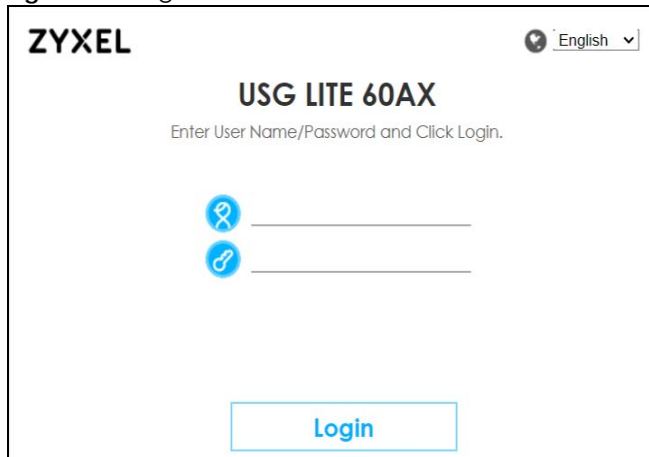 ZYXEL
English
USG LITE 60AX
Enter User Name/Password and Click Login.
Login